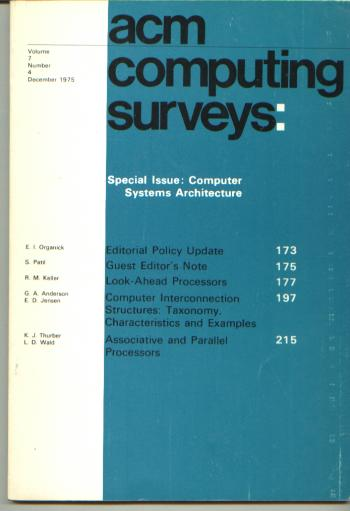 acm
computing
surveys:
Volume
7
Number
4
December 1975
Special Issue: Computer
Systems Architecture
E. I. Organick Editorial Policy Update 173
S. Patil Guest Editor's Note 175
R. M. Keller Look-Ahead Processors 177
G. A. Anderson Computer Interconnection 197
E. D. Jensen Structures: Taxonomy,
Characteristics and Examples
K. J. Thurber Associative and Parallel 215
L. D. Wald Processors